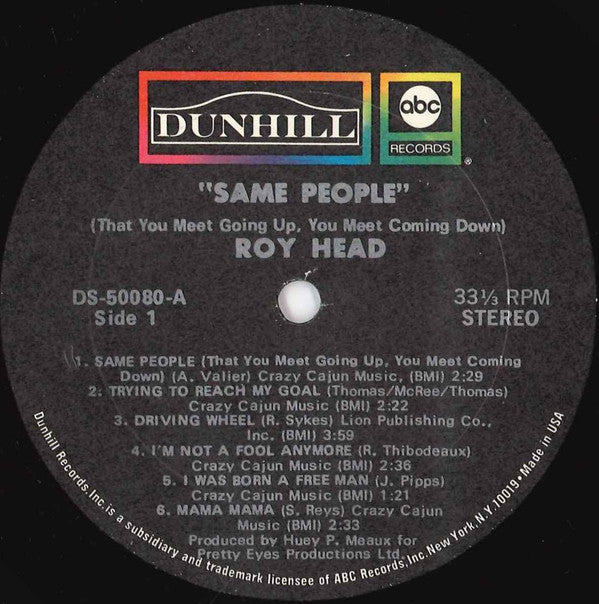 DUNHILL
abc
RECORDS
®
"SAME PEOPLE"
(That You Meet Going Up, You Meet Coming Down)
ROY HEAD
DS-50080-A
Side 1
33⅓ RPM
STEREO
1. SAME PEOPLE (That You Meet Going Up, You Meet Coming
Down) (A. Valier) Crazy Cajun Music, (BMI) 2:29
2. TRYING TO REACH MY GOAL (Thomas/McRee/Thomas)
Crazy Cajun Music (BMI) 2:22
3. DRIVING WHEEL (R. Sykes) Lion Publishing Co.,
Inc. (BMI) 3:59
4. I'M NOT A FOOL ANYMORE (R. Thibodeaux)
Crazy Cajun Music (BMI) 2:36
5. I WAS BORN A FREE MAN (J. Pipps)
Crazy Cajun Music (BMI) 1:21
6. MAMA MAMA (S. Reys) Crazy Cajun
Music (BMI) 2:33
Produced by Huey P. Meaux for
Pretty Eyes Productions Ltd.
Dunhill Records, Inc. is a subsidiary and trademark licensee of ABC Records, Inc. New York, N.Y. 10019 • Made in USA